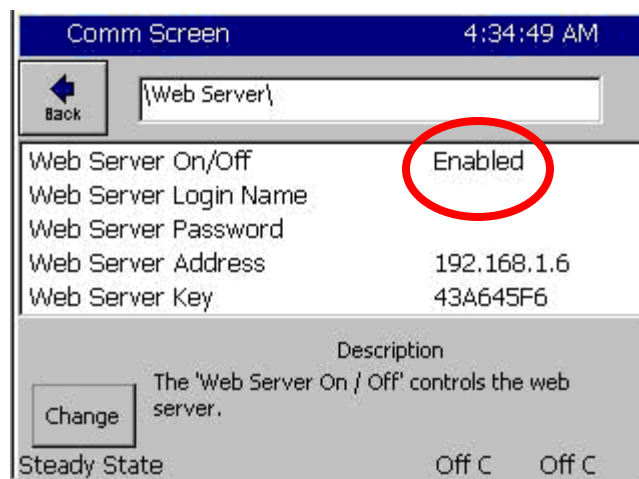 Comm Screen 4:34:49 AM
Back
\Web Server\
Web Server On/Off Enabled
Web Server Login Name
Web Server Password
Web Server Address 192.168.1.6
Web Server Key 43A645F6
Description
The 'Web Server On / Off' controls the web
server.
Change
Steady State Off C Off C